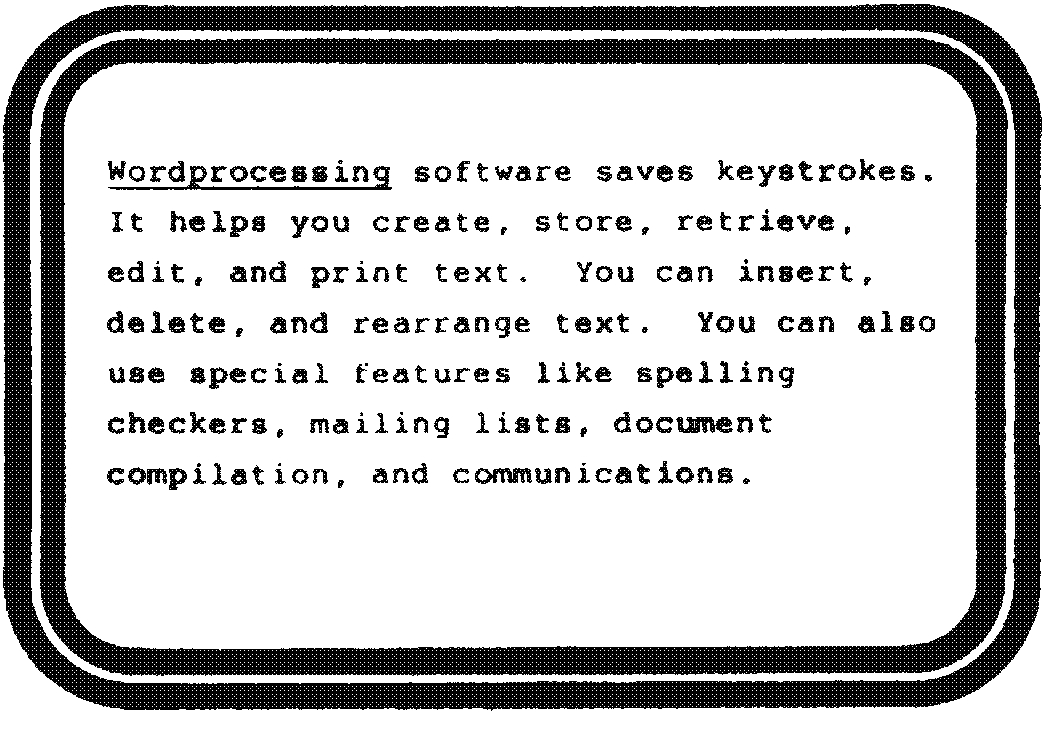 Wordprocessing software saves keystrokes.
It helps you create, store, retrieve,
edit, and print text.  You can insert,
delete, and rearrange text.  You can also
use special features like spelling
checkers, mailing lists, document
compilation, and communications.